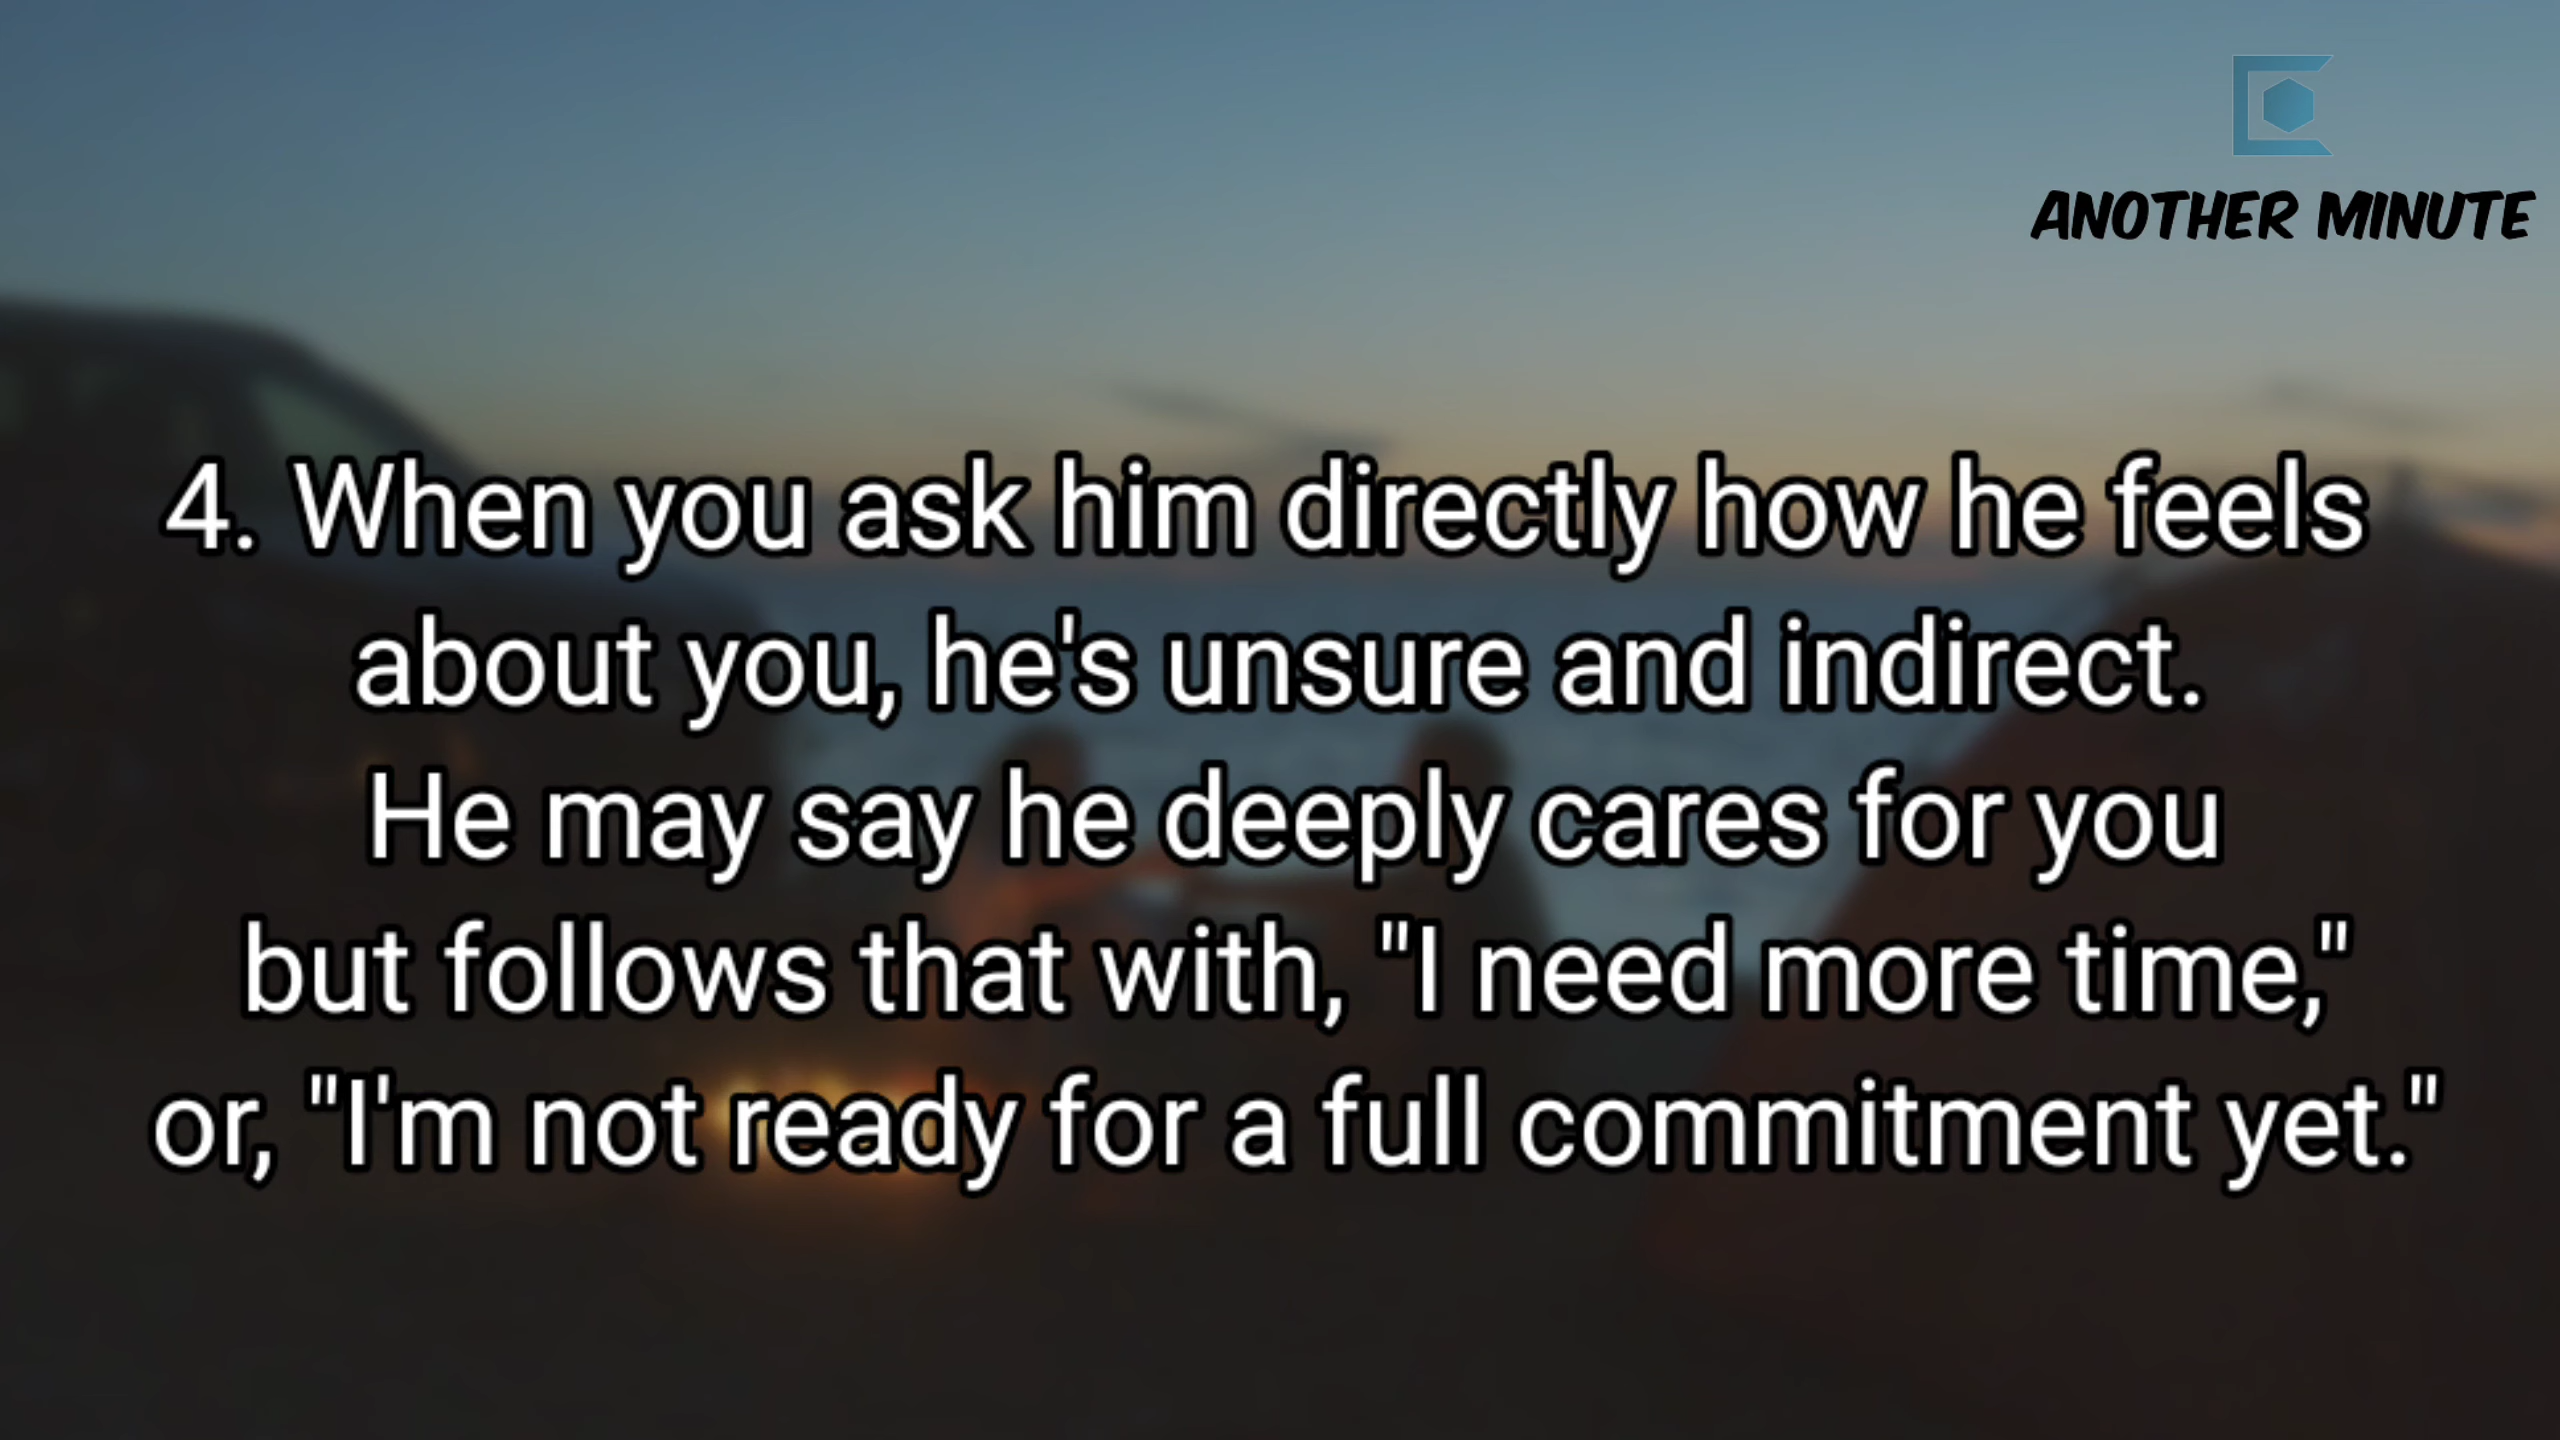 ANOTHER MINUTE
4. When you ask him directly how he feels
about you, he's unsure and indirect.
He may say he deeply cares for you
but follows that with, "I need more time,"
or, "I'm not ready for a full commitment yet."